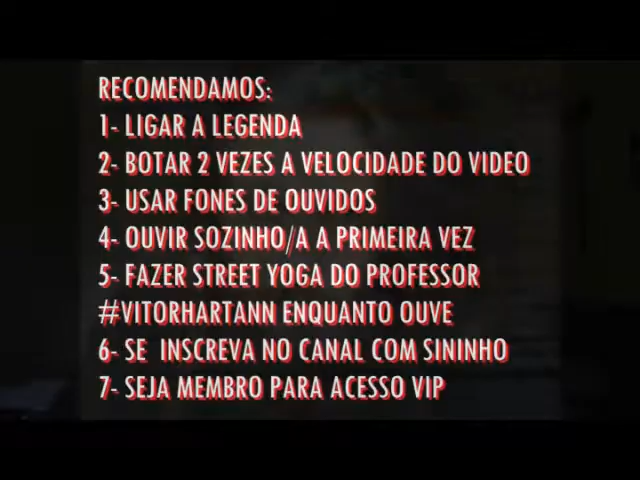 RECOMENDAMOS:
1- LIGAR A LEGENDA
2- BOTAR 2 VEZES A VELOCIDADE DO VIDEO
3- USAR FONES DE OUVIDOS
4- OUVIR SOZINHO/A A PRIMEIRA VEZ
5- FAZER STREET YOGA DO PROFESSOR
#VITORHARTANN ENQUANTO OUVE
6- SE INSCREVA NO CANAL COM SININHO
7- SEJA MEMBRO PARA ACESSO VIP